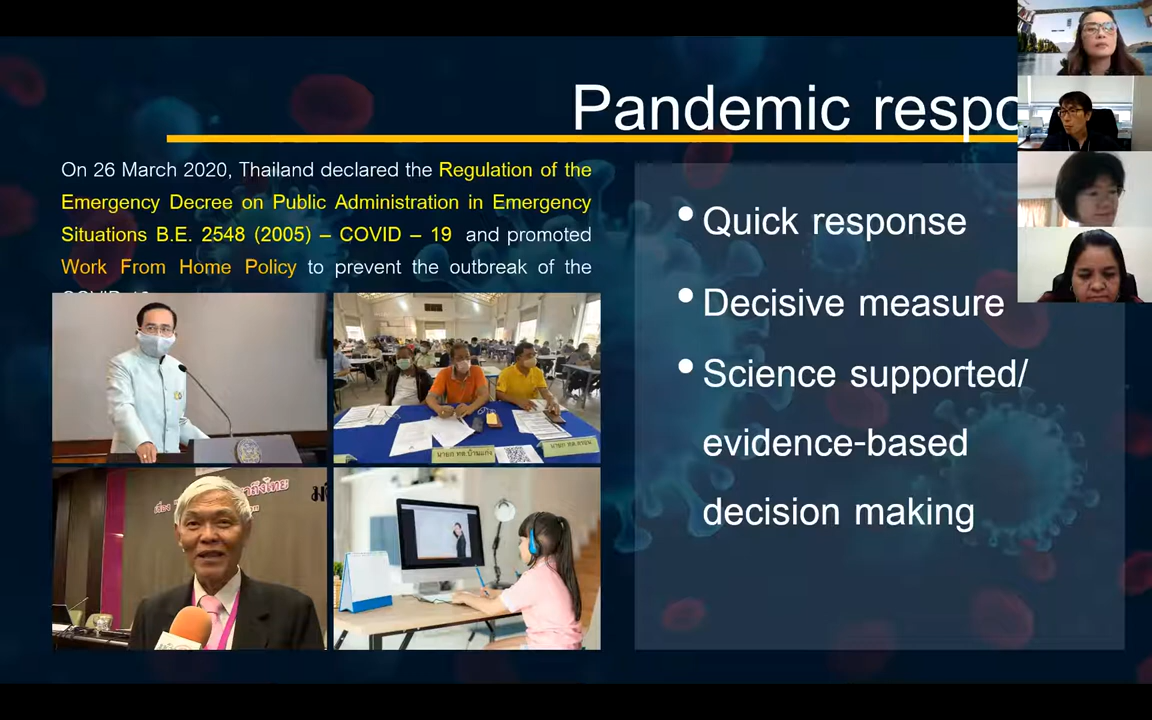 Pandemic respo
On 26 March 2020, Thailand declared the Regulation of the
Emergency Decree on Public Administration in Emergency
Situations B.E. 2548 (2005) – COVID – 19 and promoted
Work From Home Policy to prevent the outbreak of the
• Quick response
• Decisive measure
• Science supported/
evidence-based
decision making